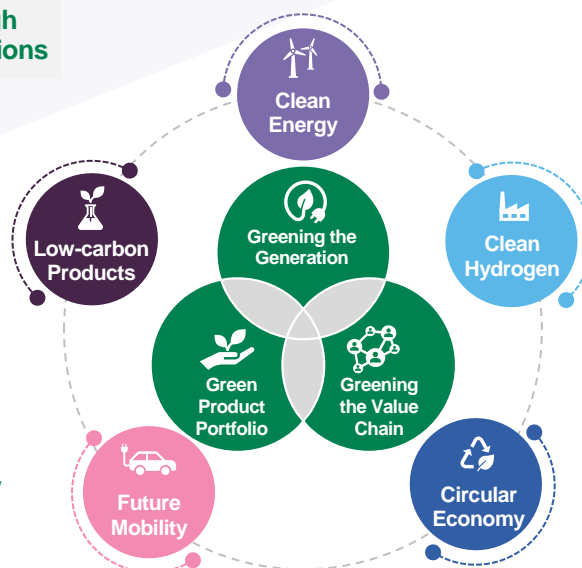 ions
Clean
Energy
Low-carbon
Products
Greening the
Generation
Clean
Hydrogen
Green
Product
Portfolio
Greening
the Value
Chain
Future
Mobility
Circular
Economy